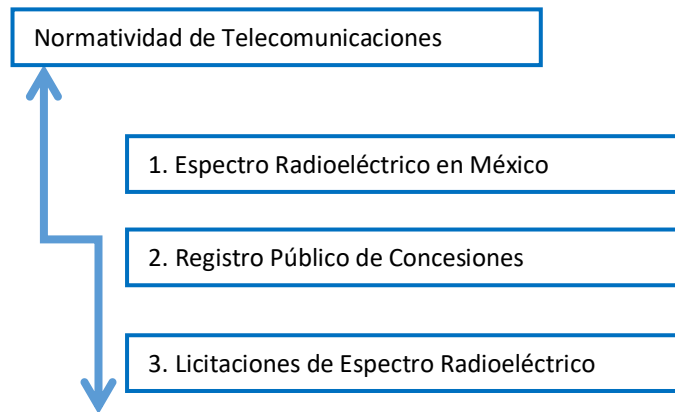 Normatividad de Telecomunicaciones
1. Espectro Radioeléctrico en México
2. Registro Público de Concesiones
3. Licitaciones de Espectro Radioeléctrico